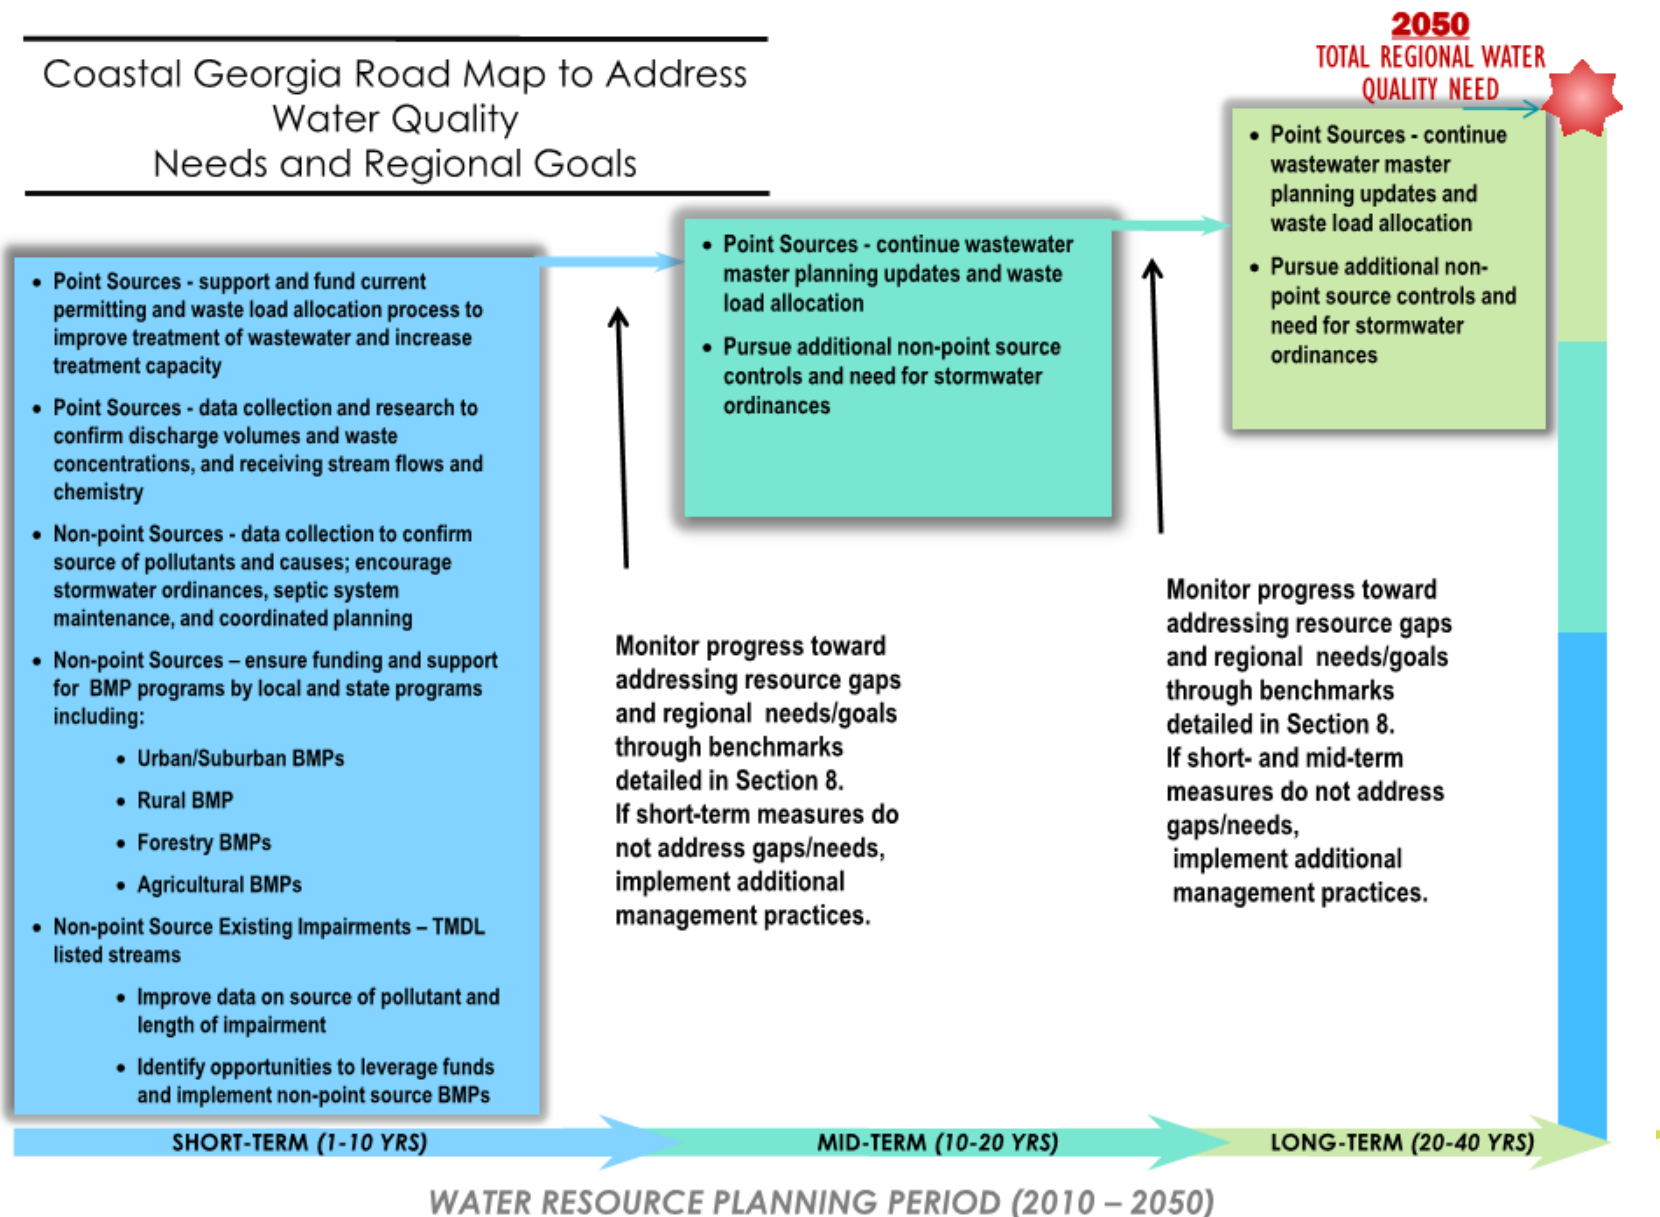 Coastal Georgia Road Map to Address
Water Quality
Needs and Regional Goals
2050
TOTAL REGIONAL WATER
QUALITY NEED
• Point Sources - support and fund current
permitting and waste load allocation process to
improve treatment of wastewater and increase
treatment capacity
• Point Sources - data collection and research to
confirm discharge volumes and waste
concentrations, and receiving stream flows and
chemistry
• Non-point Sources - data collection to confirm
source of pollutants and causes; encourage
stormwater ordinances, septic system
maintenance, and coordinated planning
• Non-point Sources – ensure funding and support
for BMP programs by local and state programs
including:
• Urban/Suburban BMPs
• Rural BMP
• Forestry BMPs
• Agricultural BMPs
• Non-point Source Existing Impairments – TMDL
listed streams
• Improve data on source of pollutant and
length of impairment
• Identify opportunities to leverage funds
and implement non-point source BMPs
• Point Sources - continue wastewater
master planning updates and waste
load allocation
• Pursue additional non-point source
controls and need for stormwater
ordinances
• Point Sources - continue
wastewater master
planning updates and
waste load allocation
• Pursue additional non-
point source controls and
need for stormwater
ordinances
Monitor progress toward
addressing resource gaps
and regional needs/goals
through benchmarks
detailed in Section 8.
If short-term measures do
not address gaps/needs,
implement additional
management practices.
Monitor progress toward
addressing resource gaps
and regional needs/goals
through benchmarks
detailed in Section 8.
If short- and mid-term
measures do not address
gaps/needs,
implement additional
management practices.
SHORT-TERM (1-10 YRS)
MID-TERM (10-20 YRS)
LONG-TERM (20-40 YRS)
WATER RESOURCE PLANNING PERIOD (2010 – 2050)